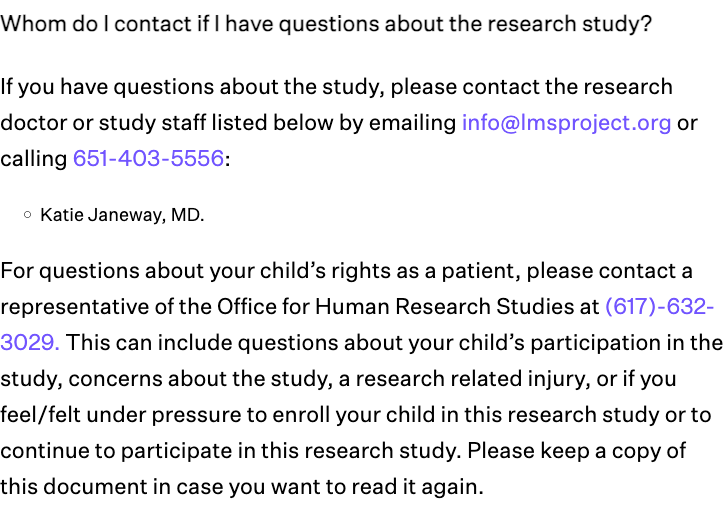 Whom do I contact if I have questions about the research study?
If you have questions about the study, please contact the research
doctor or study staff listed below by emailing info@lmsproject.org or
calling 651-403-5556:
○ Katie Janeway, MD.
For questions about your child’s rights as a patient, please contact a
representative of the Office for Human Research Studies at (617)-632-
3029. This can include questions about your child’s participation in the
study, concerns about the study, a research related injury, or if you
feel/felt under pressure to enroll your child in this research study or to
continue to participate in this research study. Please keep a copy of
this document in case you want to read it again.